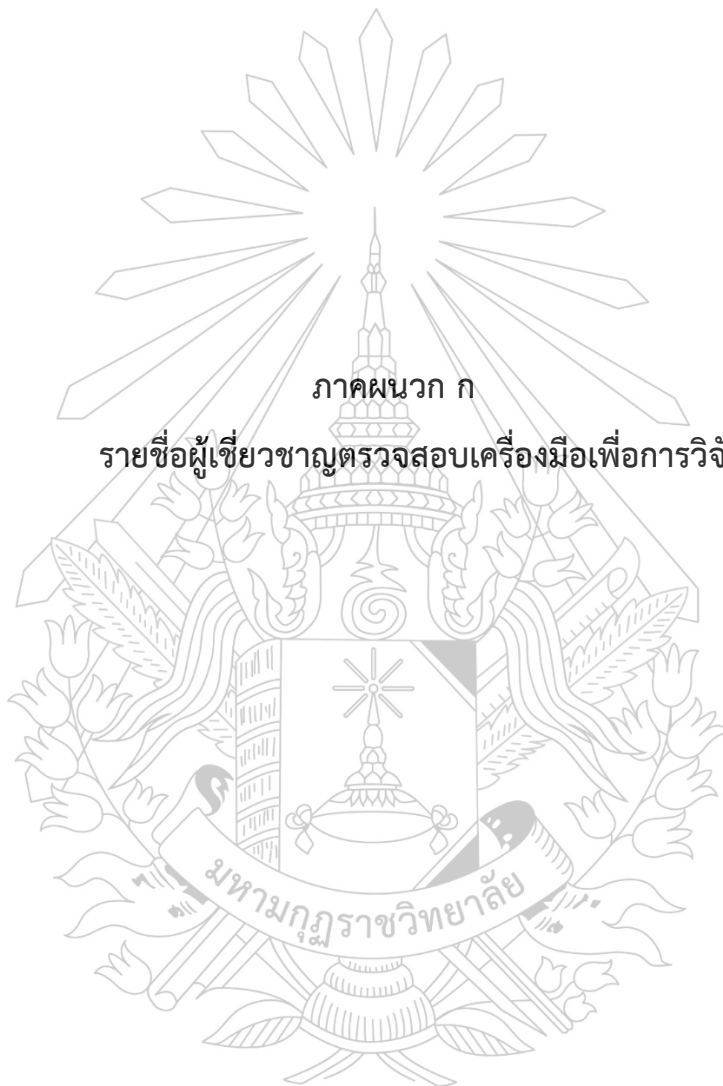 ภาคผนวก ก
รายชื่อผู้เชี่ยวชาญตรวจสอบเครื่องมือเพื่อการวิจั
มหามกุฏราชวิทยาลัย